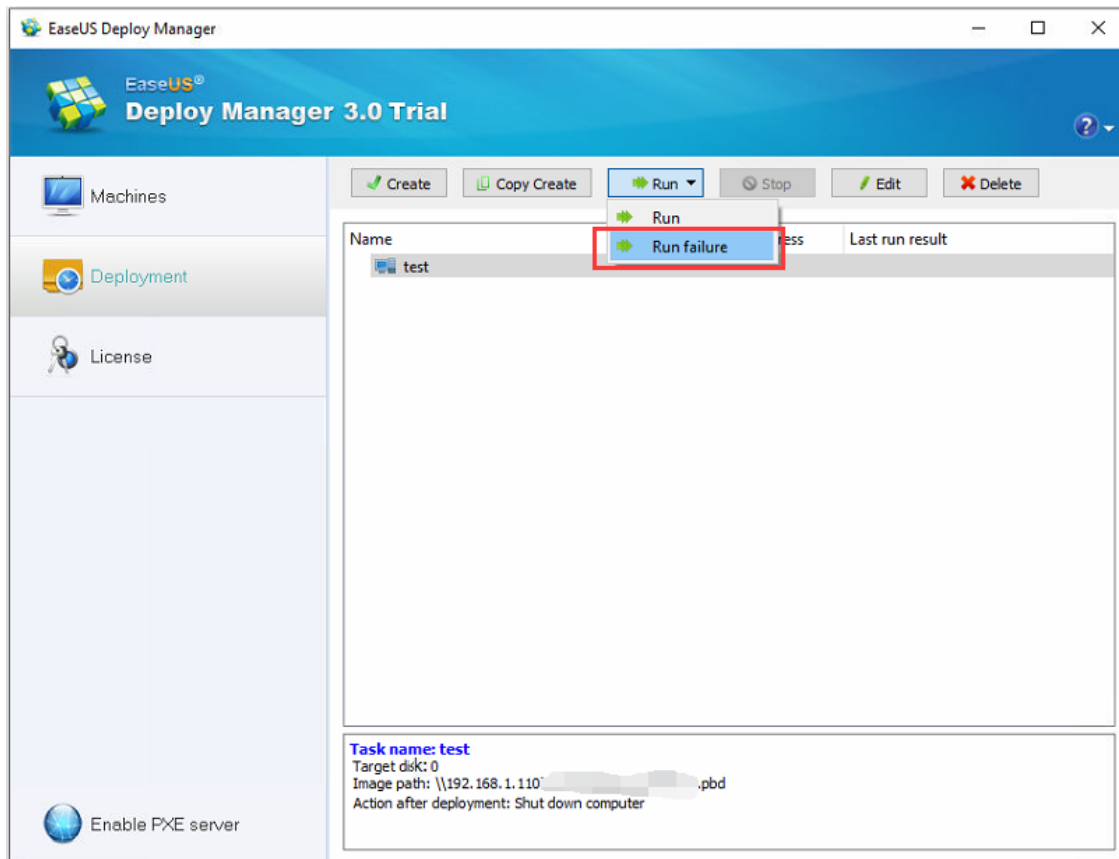 EaseUS Deploy Manager
EaseUS®
Deploy Manager 3.0 Trial
?
Machines
Deployment
License
Enable PXE server
Create
Copy Create
Run
Stop
Edit
Delete
Run
Run failure
Name
ress
Last run result
test
Task name: test
Target disk: 0
Image path: \\192.168.1.110 .pbd
Action after deployment: Shut down computer